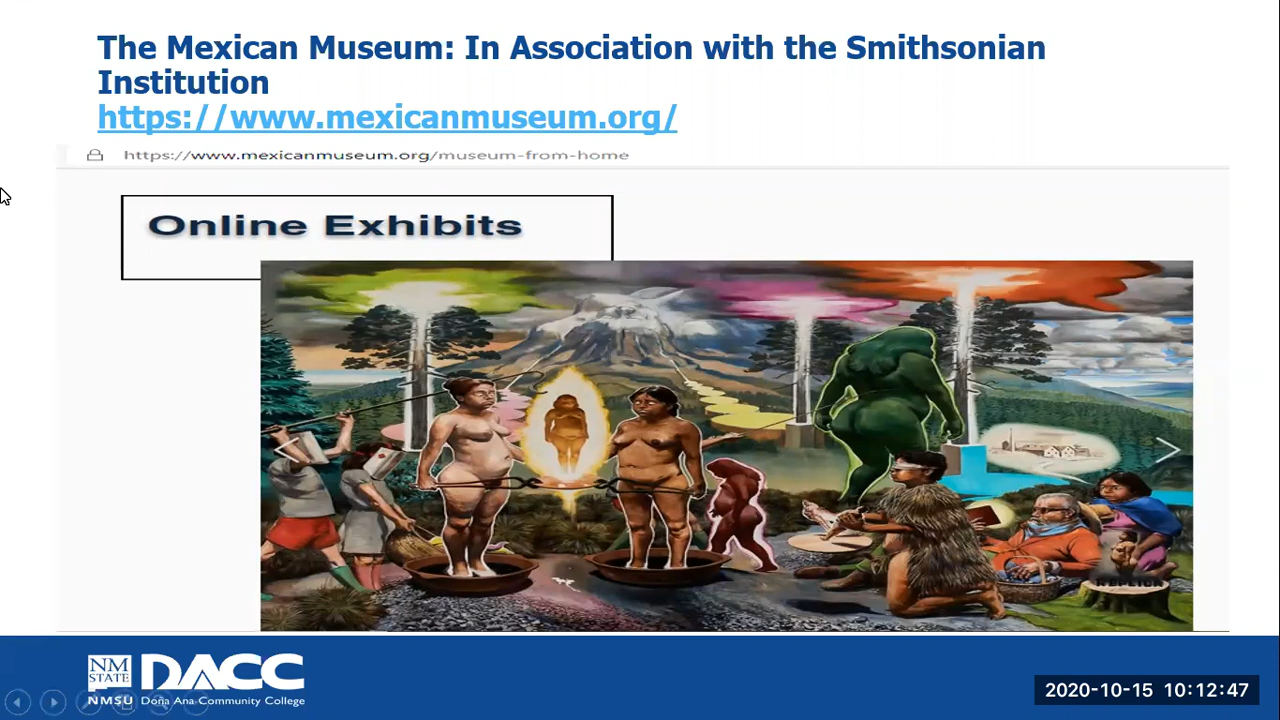 The Mexican Museum: In Association with the Smithsonian
Institution
https://www.mexicanmuseum.org/
https://www.mexicanmuseum.org/museum-from-home
Online Exhibits
NM
STATE
DACC
NMSU Doña Ana Community College
2020-10-15 10:12:47